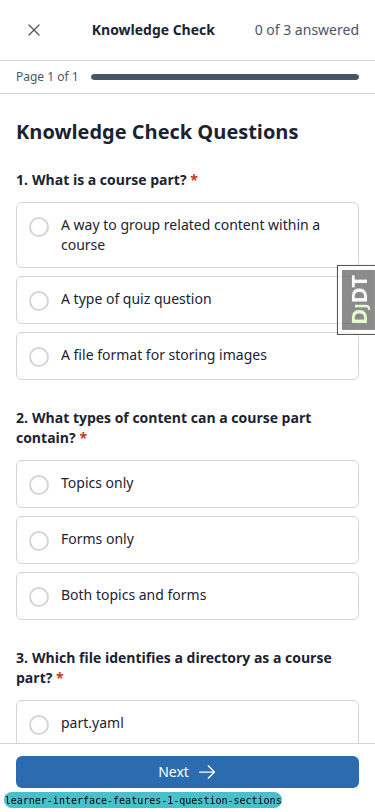 Knowledge Check
0 of 3 answered
Page 1 of 1
Knowledge Check Questions
1. What is a course part? *
A way to group related content within a
course
A type of quiz question
A file format for storing images
DjDT
2. What types of content can a course part
contain? *
Topics only
Forms only
Both topics and forms
3. Which file identifies a directory as a course
part? *
part.yaml
Next
learner-interface-features-1-question-sections